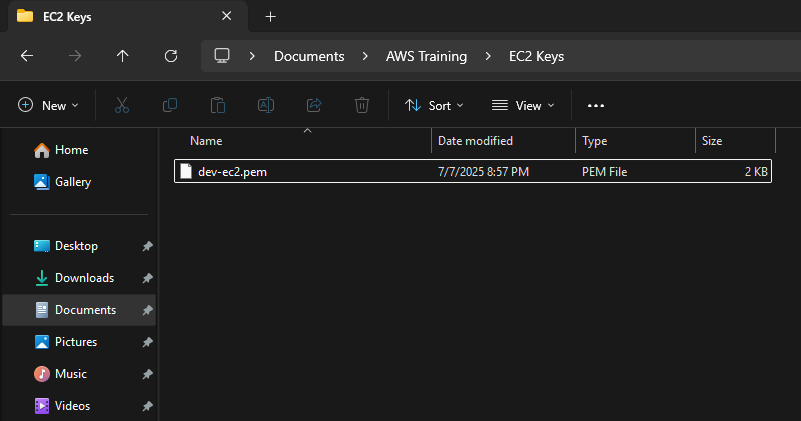 EC2 Keys
Documents > AWS Training > EC2 Keys
New Sort View
Name Date modified Type Size
dev-ec2.pem 7/7/2025 8:57 PM PEM File 2 KB
Home
Gallery
Desktop
Downloads
Documents
Pictures
Music
Videos